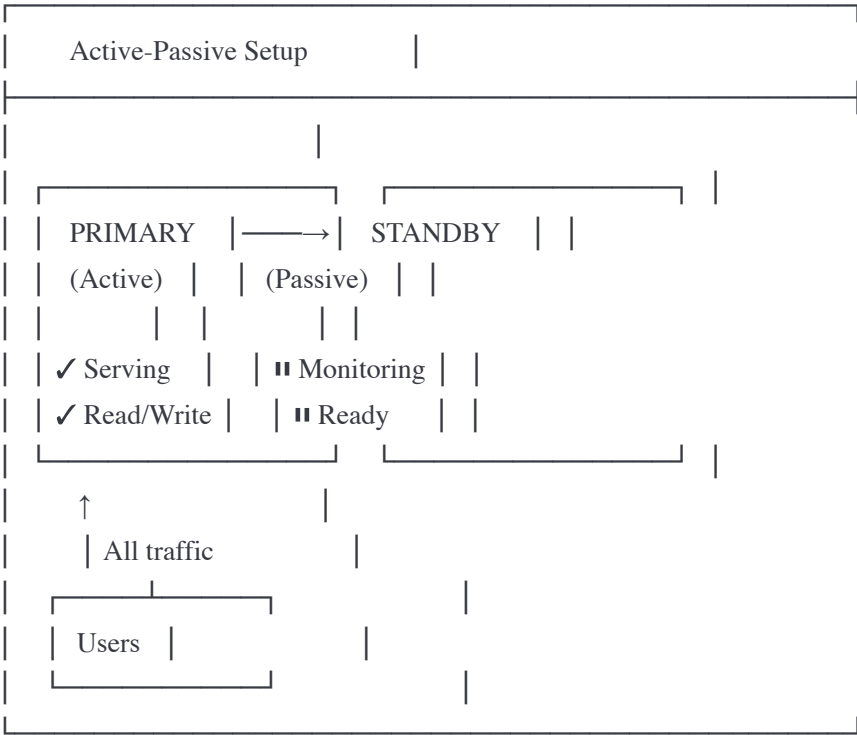 Active-Passive Setup
PRIMARY → STANDBY
(Active) (Passive)
✓ Serving ⏸ Monitoring
✓ Read/Write ⏸ Ready
↑
All traffic
Users